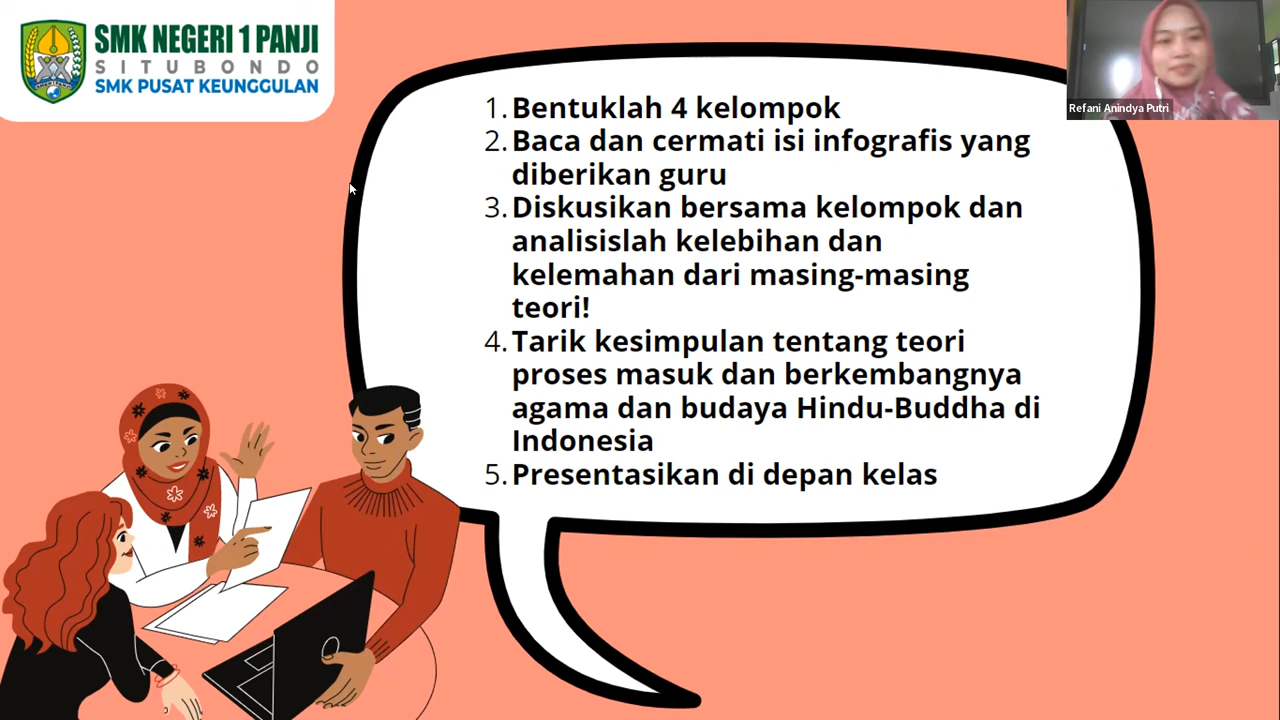 SMK NEGERI 1 PANJI
SITUBONDO
SMK PUSAT KEUNGGULAN
Refani Anindya Putri
1. Bentuklah 4 kelompok
2. Baca dan cermati isi infografis yang
diberikan guru
3. Diskusikan bersama kelompok dan
analisislah kelebihan dan
kelemahan dari masing-masing
teori!
4. Tarik kesimpulan tentang teori
proses masuk dan berkembangnya
agama dan budaya Hindu-Buddha di
Indonesia
5. Presentasikan di depan kelas